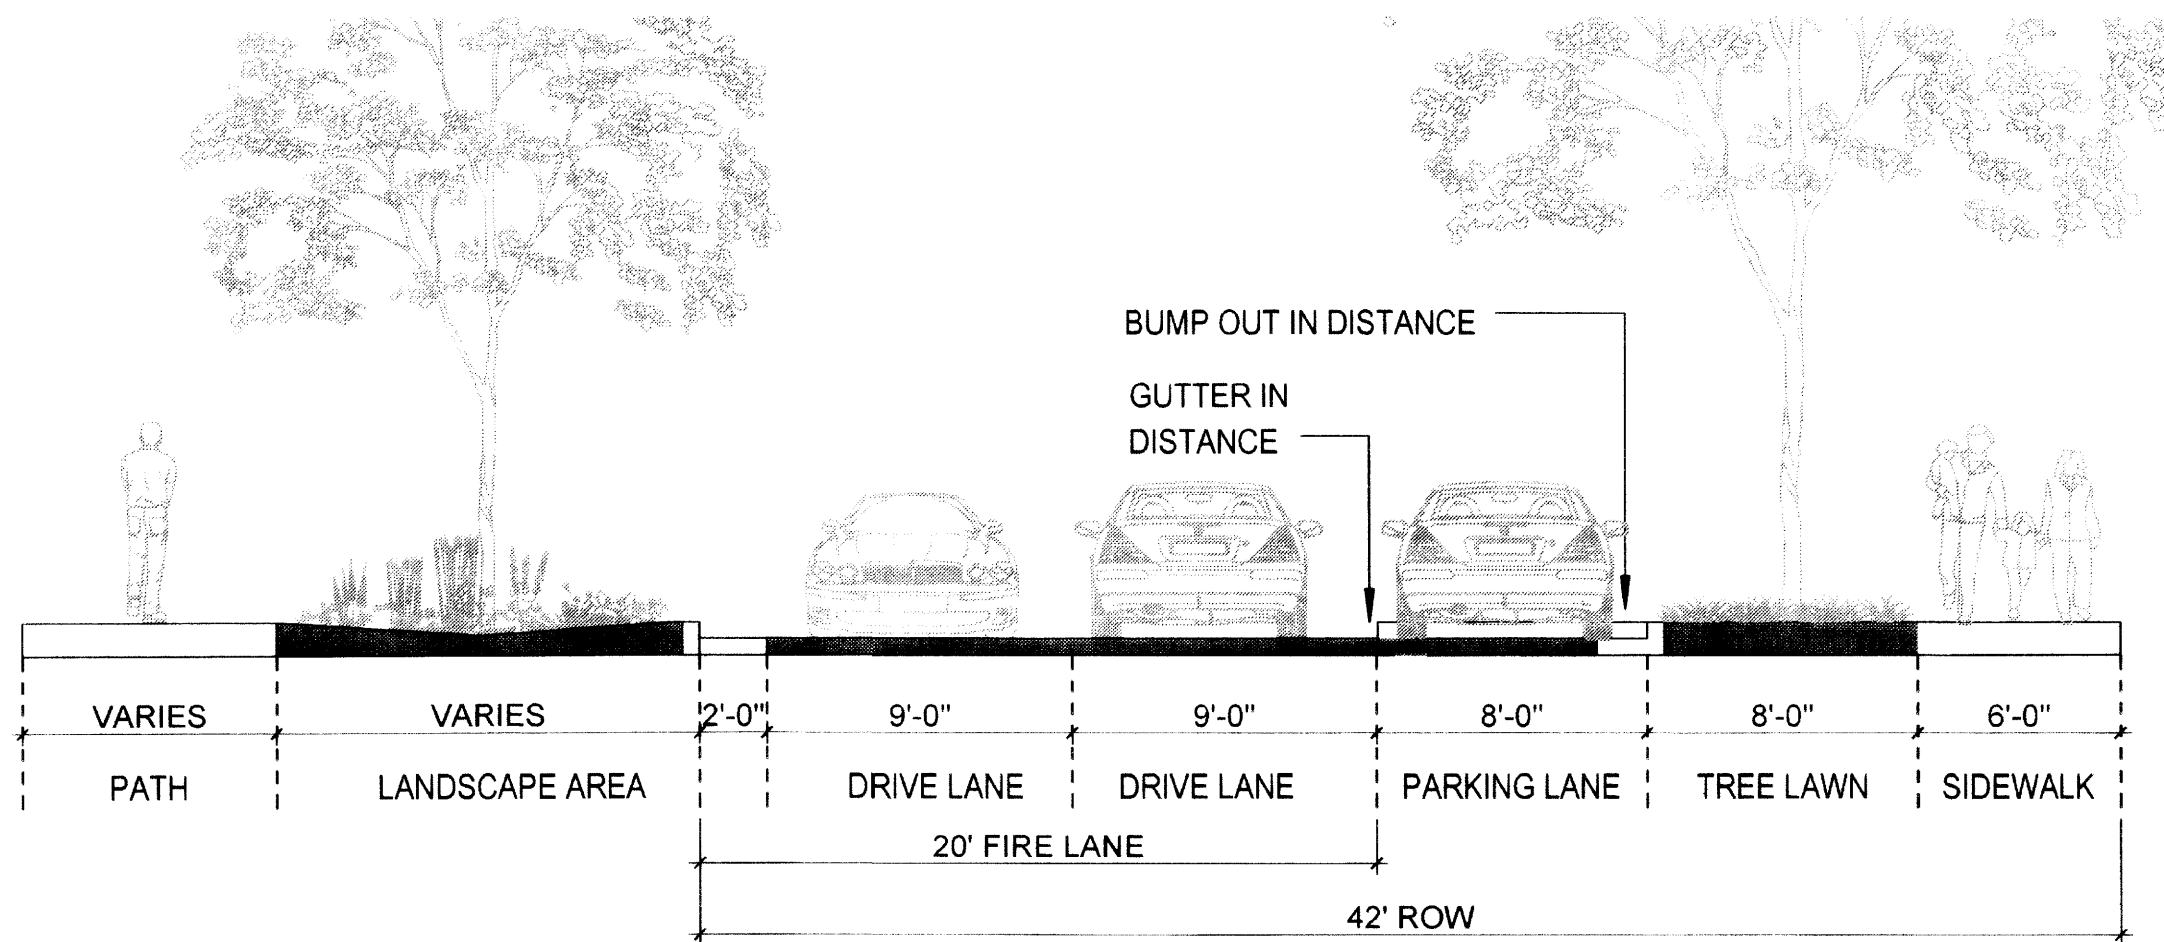 BUMP OUT IN DISTANCE
GUTTER IN
DISTANCE
VARIES VARIES 2'-0" 9'-0" 9'-0" 8'-0" 8'-0" 6'-0"
PATH LANDSCAPE AREA DRIVE LANE DRIVE LANE PARKING LANE TREE LAWN SIDEWALK
20' FIRE LANE
42' ROW